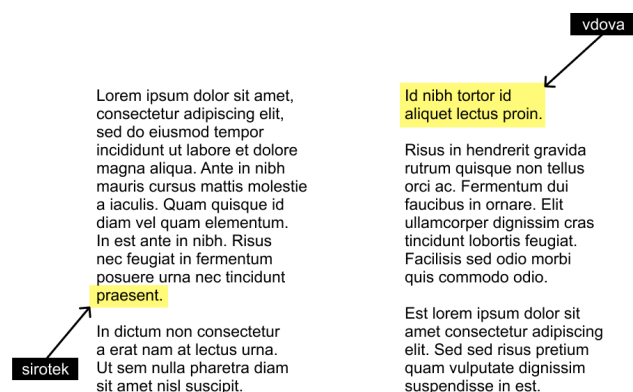 vdova
Lorem ipsum dolor sit amet,
consectetur adipiscing elit,
sed do eiusmod tempor
incididunt ut labore et dolore
magna aliqua. Ante in nibh
mauris cursus mattis molestie
a iaculis. Quam quisque id
diam vel quam elementum.
In est ante in nibh. Risus
nec feugiat in fermentum
posuere urna nec tincidunt
praesent.
In dictum non consectetur
a erat nam at lectus urna.
Ut sem nulla pharetra diam
sit amet nisl suscipit.
sirotek
Id nibh tortor id
aliquet lectus proin.
Risus in hendrerit gravida
rutrum quisque non tellus
orci ac. Fermentum dui
faucibus in ornare. Elit
ullamcorper dignissim cras
tincidunt lobortis feugiat.
Facilisis sed odio morbi
quis commodo odio.
Est lorem ipsum dolor sit
amet consectetur adipiscing
elit. Sed sed risus pretium
quam vulputate dignissim
suspendisse in est.